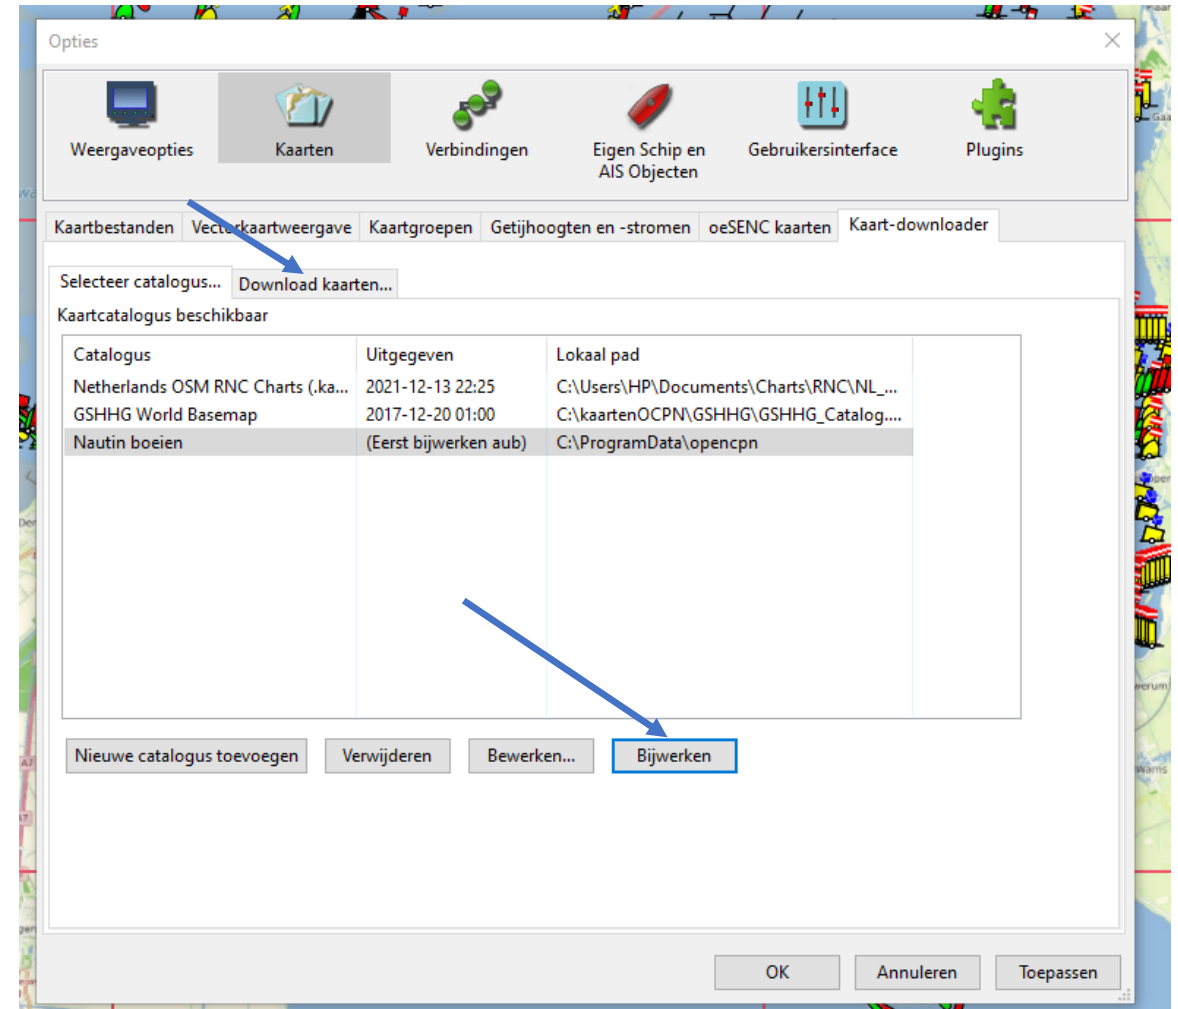 Opties
Weergaveopties
Kaarten
Verbindingen
Eigen Schip en
AIS Objecten
Gebruikersinterface
Plugins
Kaartbestanden
Vectorkaartweergave
Kaartgroepen
Getijhoogten en -stromen
oeSENC kaarten
Kaart-downloader
Selecteer catalogus...
Download kaarten...
Kaartcatalogus beschikbaar
Catalogus Uitgegeven Lokaal pad
Netherlands OSM RNC Charts (.ka... 2021-12-13 22:25 C:\Users\HP\Documents\Charts\RNC\NL_...
GSHHG World Basemap 2017-12-20 01:00 C:\kaartenOCPN\GSHHG\GSHHG_Catalog....
Nautin boeien (Eerst bijwerken aub) C:\ProgramData\opencpn
Nieuwe catalogus toevoegen
Verwijderen
Bewerken...
Bijwerken
OK
Annuleren
Toepassen
A7
werum
Warns